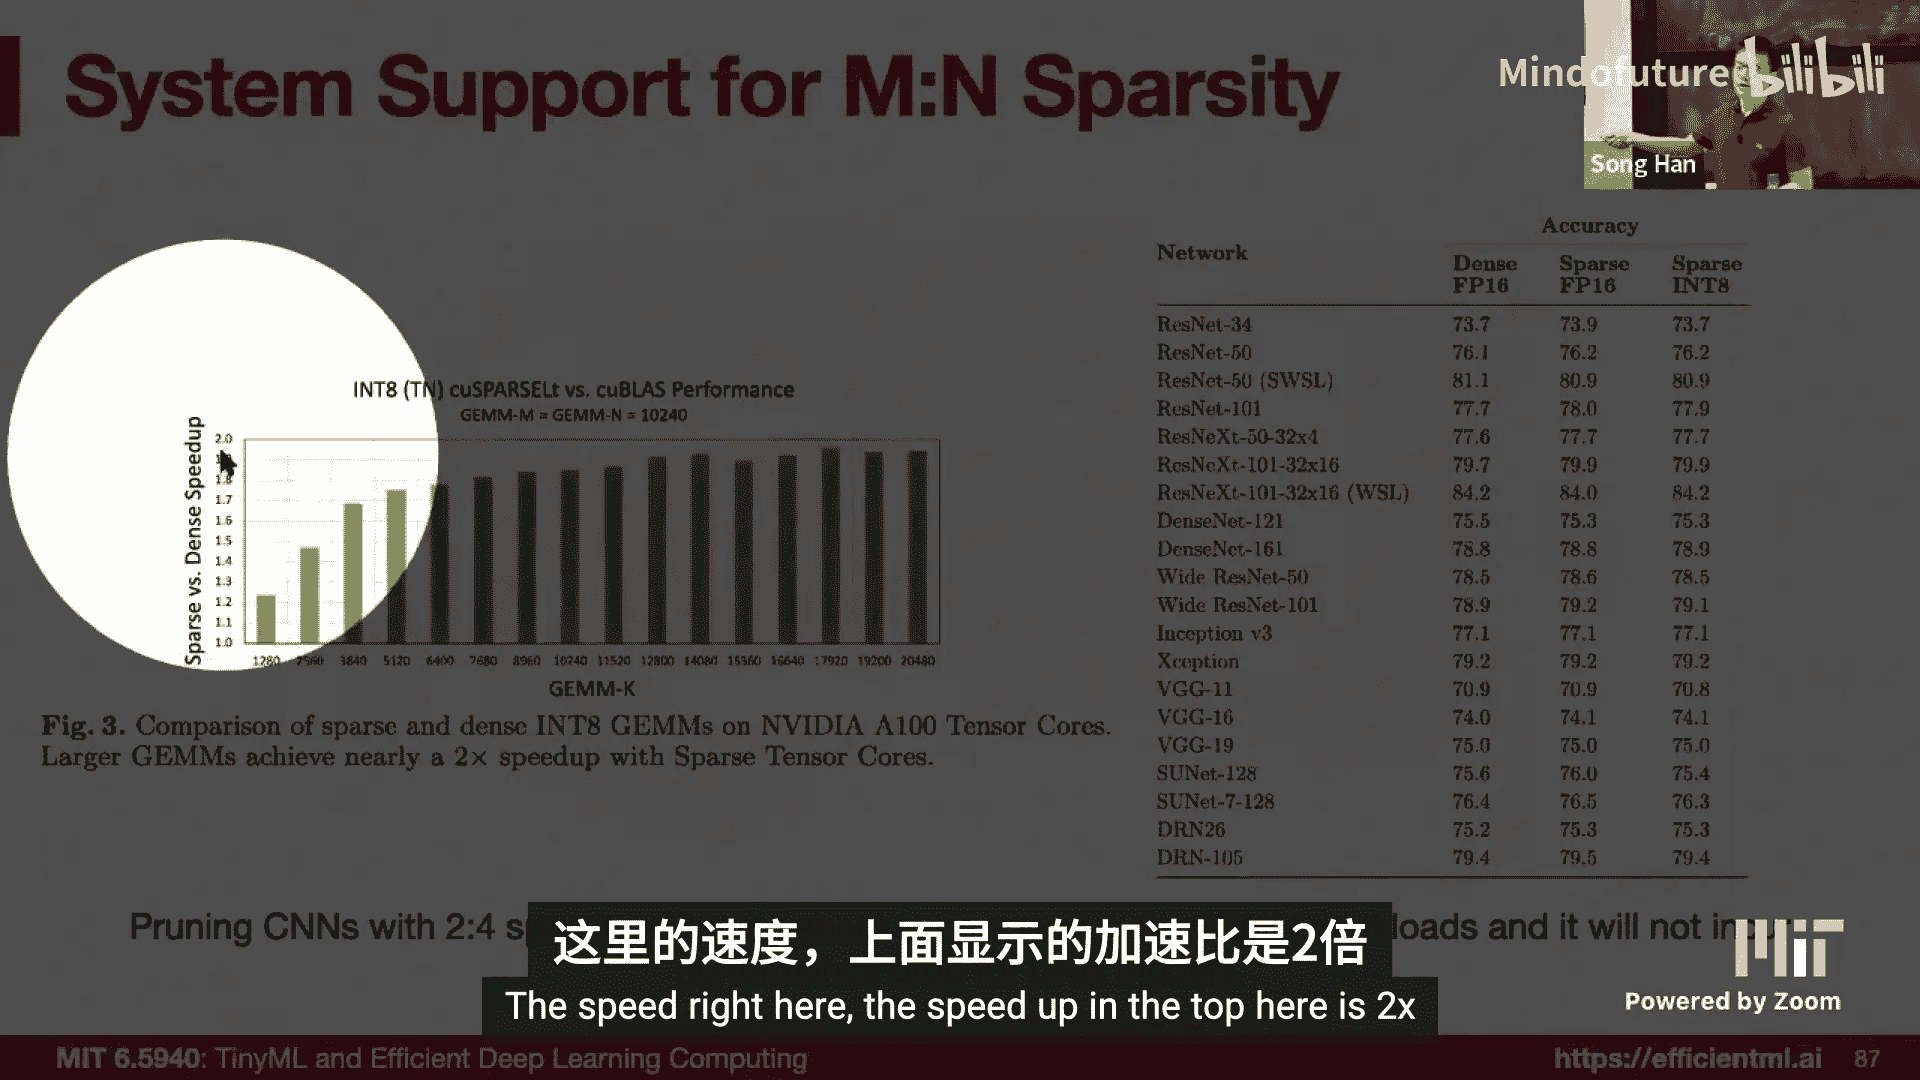 System Support for M:N Sparsity
Mindofuture
bilibili
Song Han
INT8 (TN) cuSPARSELt vs. cuBLAS Performance
GEMM-M = GEMM-N = 10240
Sparse vs. Dense Speedup
2.0
1.8
1.7
1.6
1.5
1.4
1.3
1.2
1.1
1.0
1280 2560 3840 5120 6400 7680 8960 10240 11520 12800 14080 15360 16640 17920 19200 20480
GEMM-K
Fig. 3. Comparison of sparse and dense INT8 GEMMs on NVIDIA A100 Tensor Cores.
Larger GEMMs achieve nearly a 2× speedup with Sparse Tensor Cores.
Accuracy
Network Dense FP16 Sparse FP16 Sparse INT8
ResNet-34 73.7 73.9 73.7
ResNet-50 76.1 76.2 76.2
ResNet-50 (SWSL) 81.1 80.9 80.9
ResNet-101 77.7 78.0 77.9
ResNeXt-50-32x4 77.6 77.7 77.7
ResNeXt-101-32x16 79.7 79.9 79.9
ResNeXt-101-32x16 (WSL) 84.2 84.0 84.2
DenseNet-121 75.5 75.3 75.3
DenseNet-161 78.8 78.8 78.9
Wide ResNet-50 78.5 78.6 78.5
Wide ResNet-101 78.9 79.2 79.1
Inception v3 77.1 77.1 77.1
Xception 79.2 79.2 79.2
VGG-11 70.9 70.9 70.8
VGG-16 74.0 74.1 74.1
VGG-19 75.0 75.0 75.0
SUNet-128 75.6 76.0 75.4
SUNet-7-128 76.4 76.5 76.3
DRN26 75.2 75.3 75.3
DRN-105 79.4 79.5 79.4
Pruning CNNs with 2:4 loads and it will not
这里的速度，上面显示的加速比是2倍
The speed right here, the speed up in the top here is 2x
MIT
Powered by Zoom
MIT 6.5940: TinyML and Efficient Deep Learning Computing
https://efficientml.ai 87